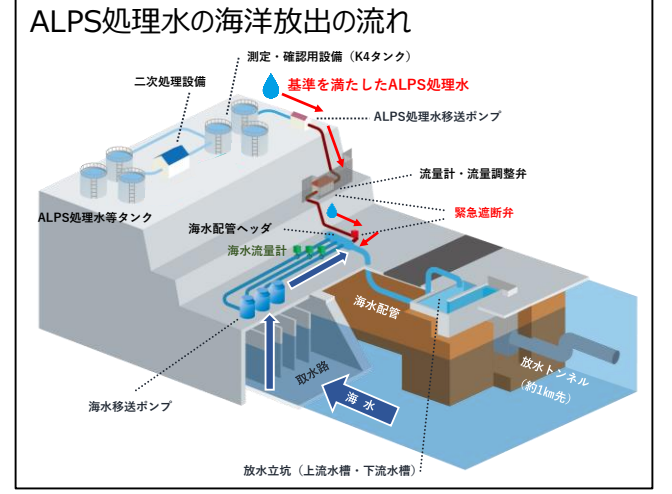 ALPS処理水の海洋放出の流れ
測定・確認用設備（K4タンク）
二次処理設備
基準を満たしたALPS処理水
ALPS処理水移送ポンプ
流量計・流量調整弁
ALPS処理水等タンク
緊急遮断弁
海水配管ヘッダ
海水流量計
海水配管
放水トンネル
（約1km先）
取水路
海水移送ポンプ
海 水
放水立坑（上流水槽・下流水槽）